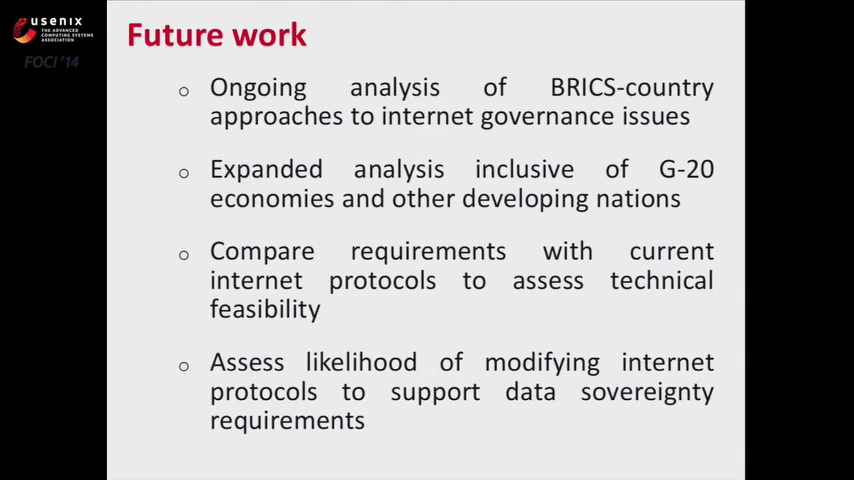 usenix
THE ADVANCED
COMPUTING SYSTEMS
ASSOCIATION
FOCI '14
Future work
o Ongoing analysis of BRICS-country
approaches to internet governance issues
o Expanded analysis inclusive of G-20
economies and other developing nations
o Compare requirements with current
internet protocols to assess technical
feasibility
o Assess likelihood of modifying internet
protocols to support data sovereignty
requirements